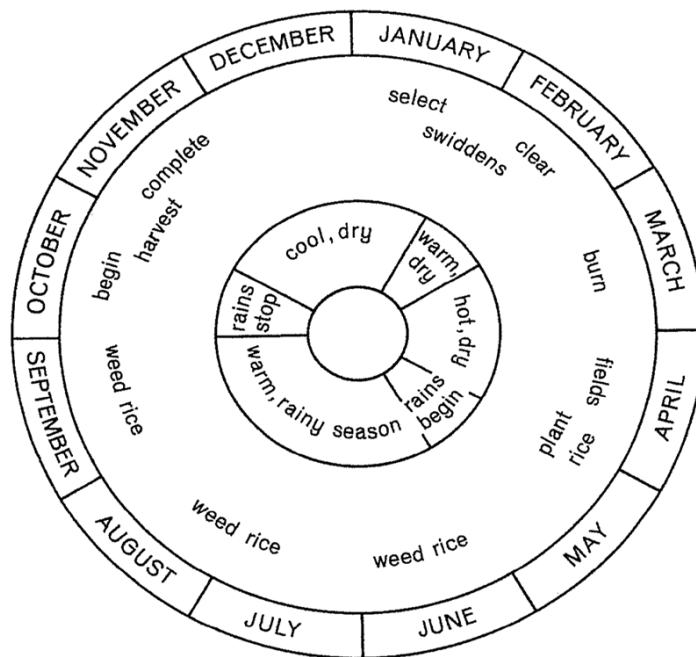 JANUARY
FEBRUARY
MARCH
APRIL
MAY
JUNE
JULY
AUGUST
SEPTEMBER
OCTOBER
NOVEMBER
DECEMBER
select
swiddens
clear
burn
fields
plant
rice
weed rice
weed rice
weed rice
begin
harvest
complete
cool, dry
warm,
dry
hot, dry
rains
begin
warm, rainy season
rains
stop